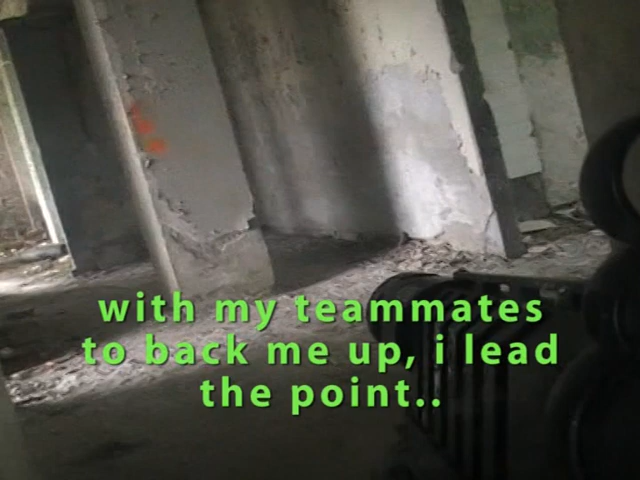 with my teammates
to back me up, i lead
the point..